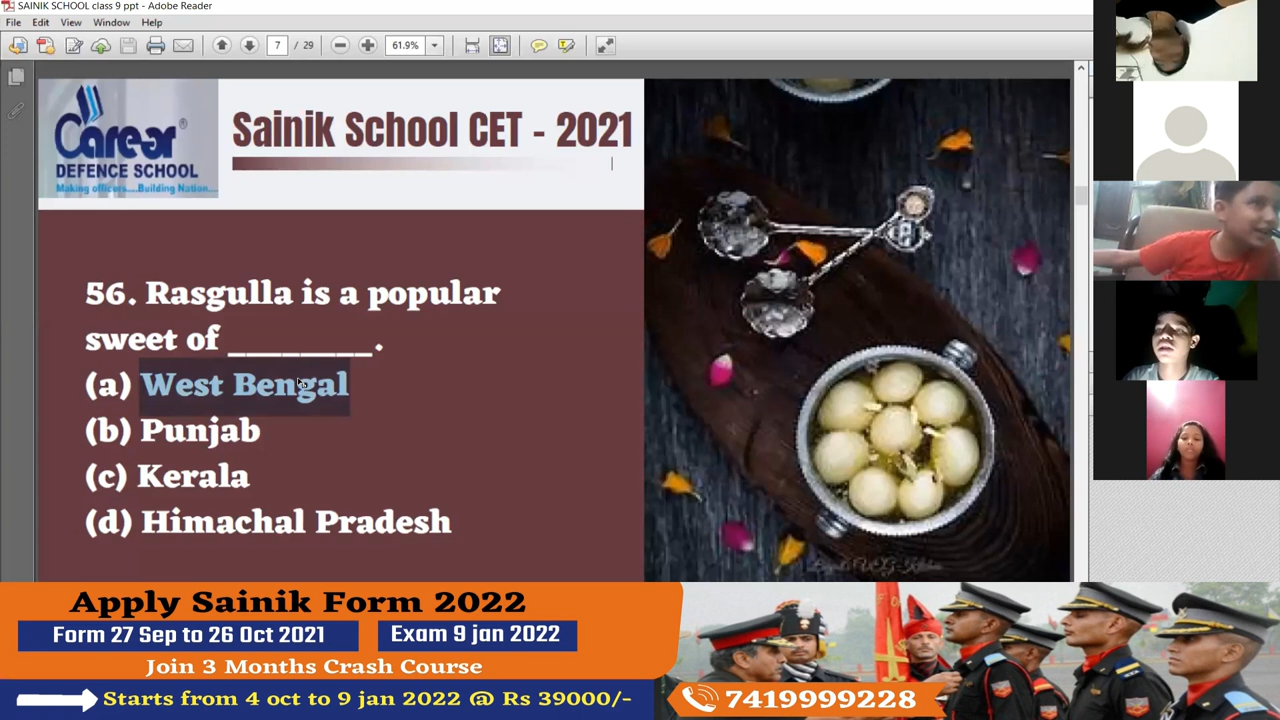 SAINIK SCHOOL class 9 ppt - Adobe Reader
File Edit View Window Help
7 / 29 61.9%
Career®
DEFENCE SCHOOL
Making officers....Building Nation....
Sainik School CET - 2021
56. Rasgulla is a popular
sweet of ________.
(a) West Bengal
(b) Punjab
(c) Kerala
(d) Himachal Pradesh
Apply Sainik Form 2022
Form 27 Sep to 26 Oct 2021
Exam 9 jan 2022
Join 3 Months Crash Course
Starts from 4 oct to 9 jan 2022 @ Rs 39000/-
7419999228